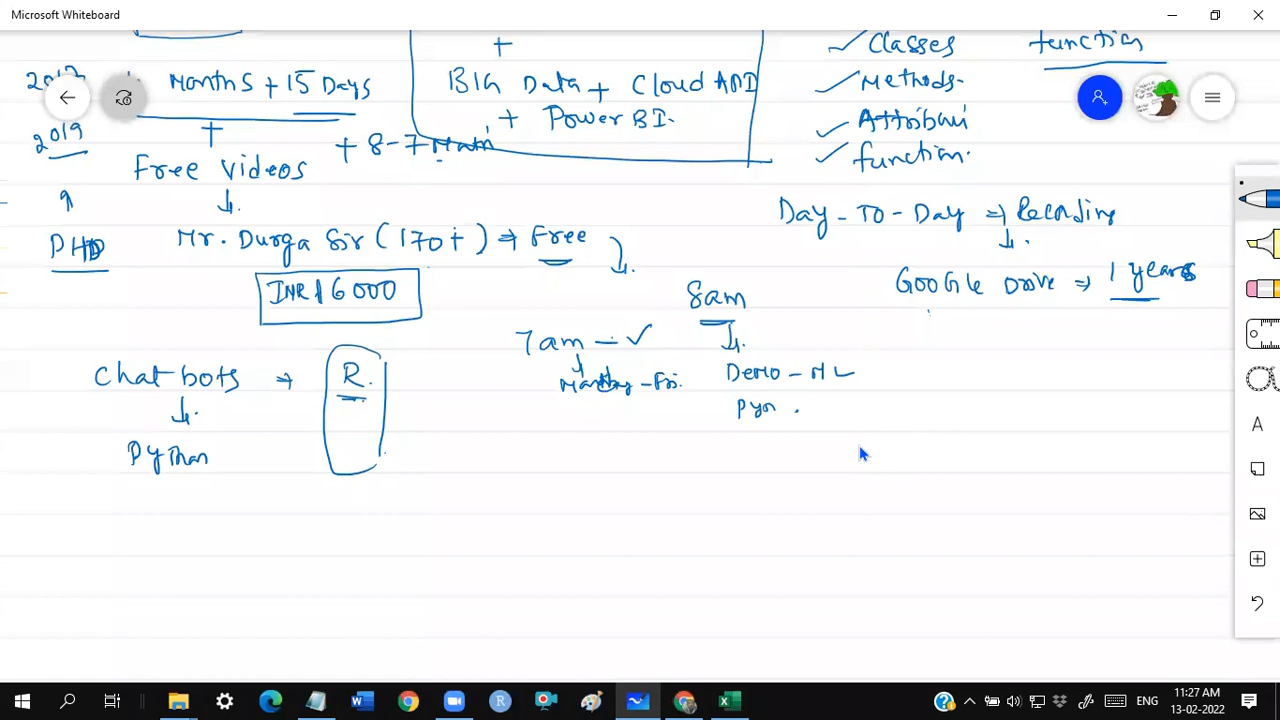 Microsoft Whiteboard
Months + 15 Days
2019
+
Free videos
+ 8-7
PHD
Mr. Durga Sir (170+) ⇒ Free
INR 16000
Chat bots ⇒ R.
Python
+
BIG Data + Cloud
+ Power BI.
✓ Classes
✓ Methods.
✓
✓ function.
function
Day - To - Day ⇒ Recording
Google Drive ⇒ 1 years
8am
7am - ✓
Demo - ML
A
ENG
11:27 AM
13-02-2022